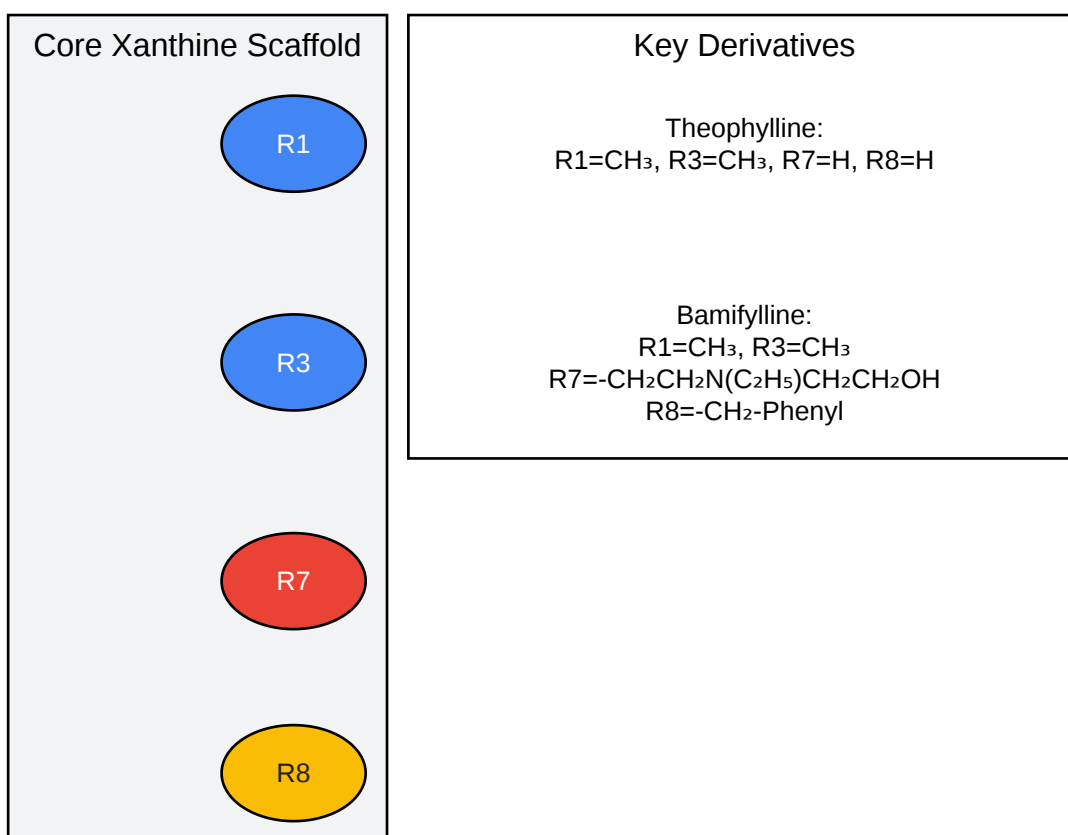 Core Xanthine Scaffold
R1
R3
R7
R8
Key Derivatives
Theophylline:
R1=CH₃, R3=CH₃, R7=H, R8=H
Bamifylline:
R1=CH₃, R3=CH₃
R7=-CH₂CH₂N(C₂H₅)CH₂CH₂OH
R8=-CH₂-Phenyl